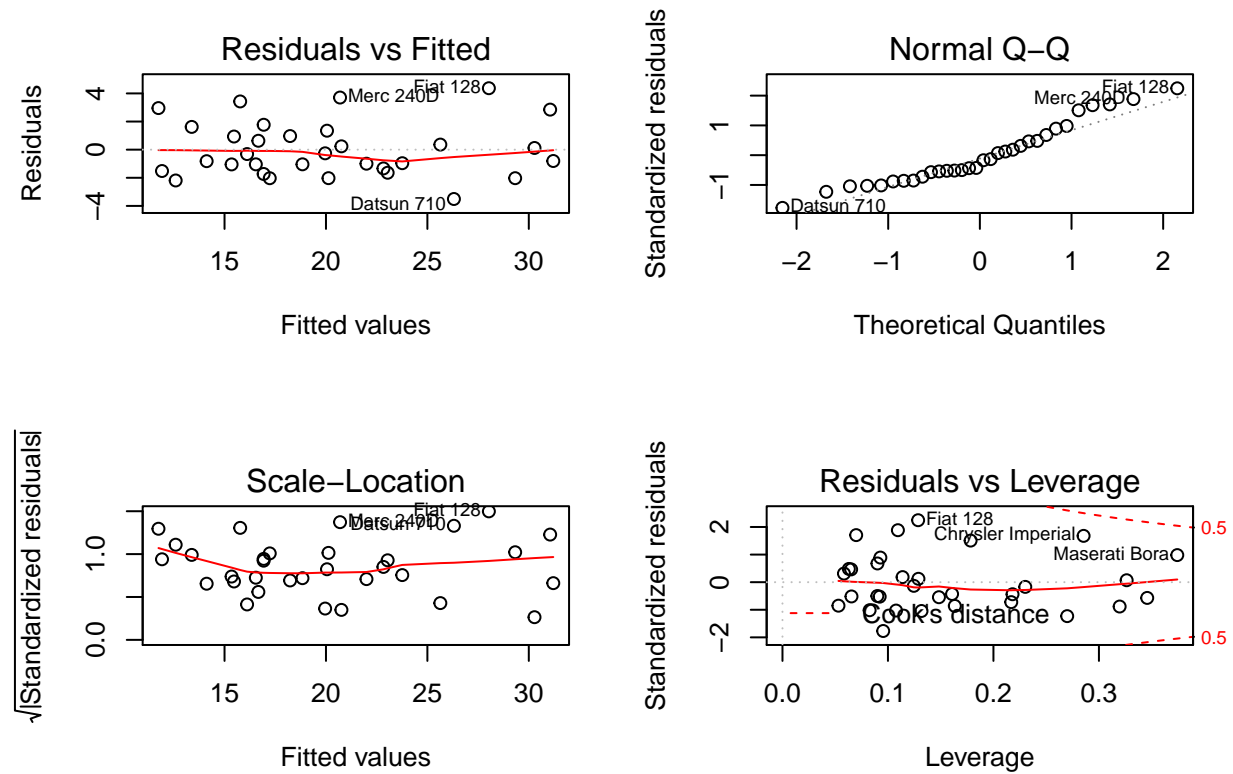 Residuals vs Fitted
Residuals
4
0
−4
Fiat 128
Merc 240D
Datsun 710
15 20 25 30
Fitted values
Normal Q−Q
Standardized residuals
1
−1
Fiat 128
Merc 240D
Datsun 710
−2 −1 0 1 2
Theoretical Quantiles
Scale−Location
√|Standardized residuals|
1.0
0.0
Fiat 128
Merc 240D
Datsun 710
15 20 25 30
Fitted values
Residuals vs Leverage
Standardized residuals
2
0
−2
Fiat 128
Chrysler Imperial
Maserati Bora
Cook's distance
0.5
0.5
0.0 0.1 0.2 0.3
Leverage